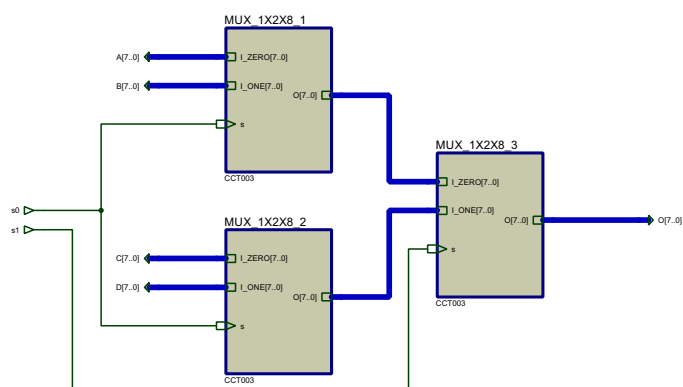 MUX_1X2X8_1
A[7..0]
I_ZERO[7..0]
B[7..0]
I_ONE[7..0]
O[7..0]
s
CCT003
MUX_1X2X8_3
I_ZERO[7..0]
I_ONE[7..0]
O[7..0]
O[7..0]
s
CCT003
s0
s1
MUX_1X2X8_2
C[7..0]
I_ZERO[7..0]
D[7..0]
I_ONE[7..0]
O[7..0]
s
CCT003